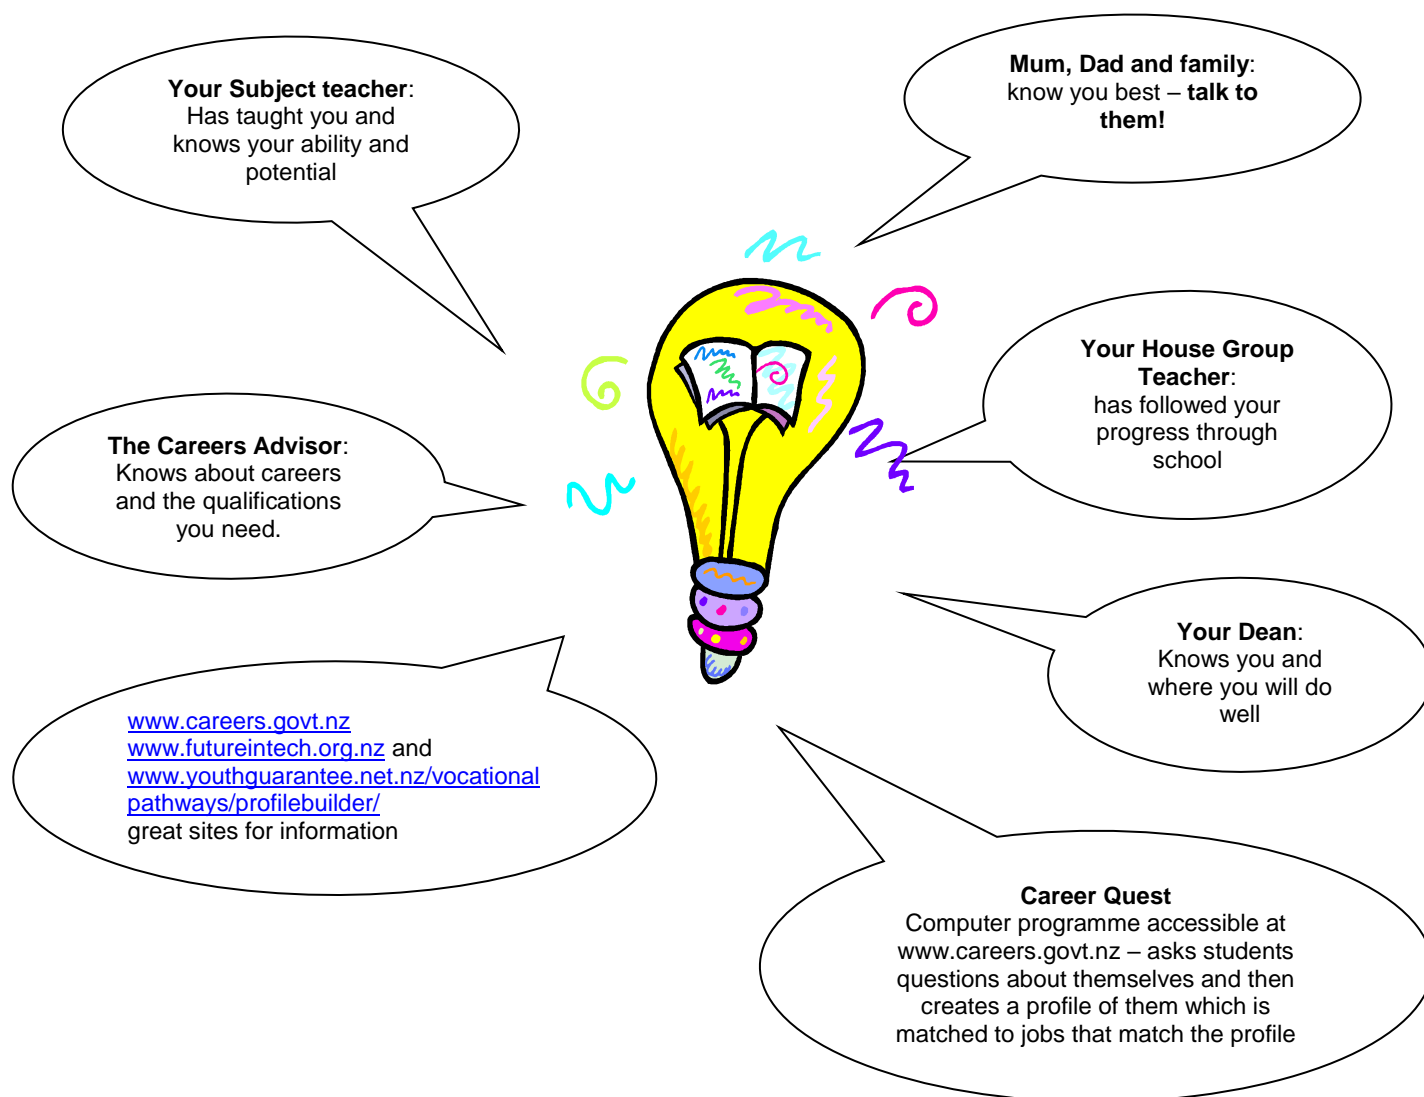 Your Subject teacher:
Has taught you and
knows your ability and
potential
Mum, Dad and family:
know you best – talk to
them!
Your House Group
Teacher:
has followed your
progress through
school
The Careers Advisor:
Knows about careers
and the qualifications
you need.
Your Dean:
Knows you and
where you will do
well
www.careers.govt.nz
www.futureintech.org.nz and
www.youthguarantee.net.nz/vocational
pathways/profilebuilder/
great sites for information
Career Quest
Computer programme accessible at
www.careers.govt.nz – asks students
questions about themselves and then
creates a profile of them which is
matched to jobs that match the profile